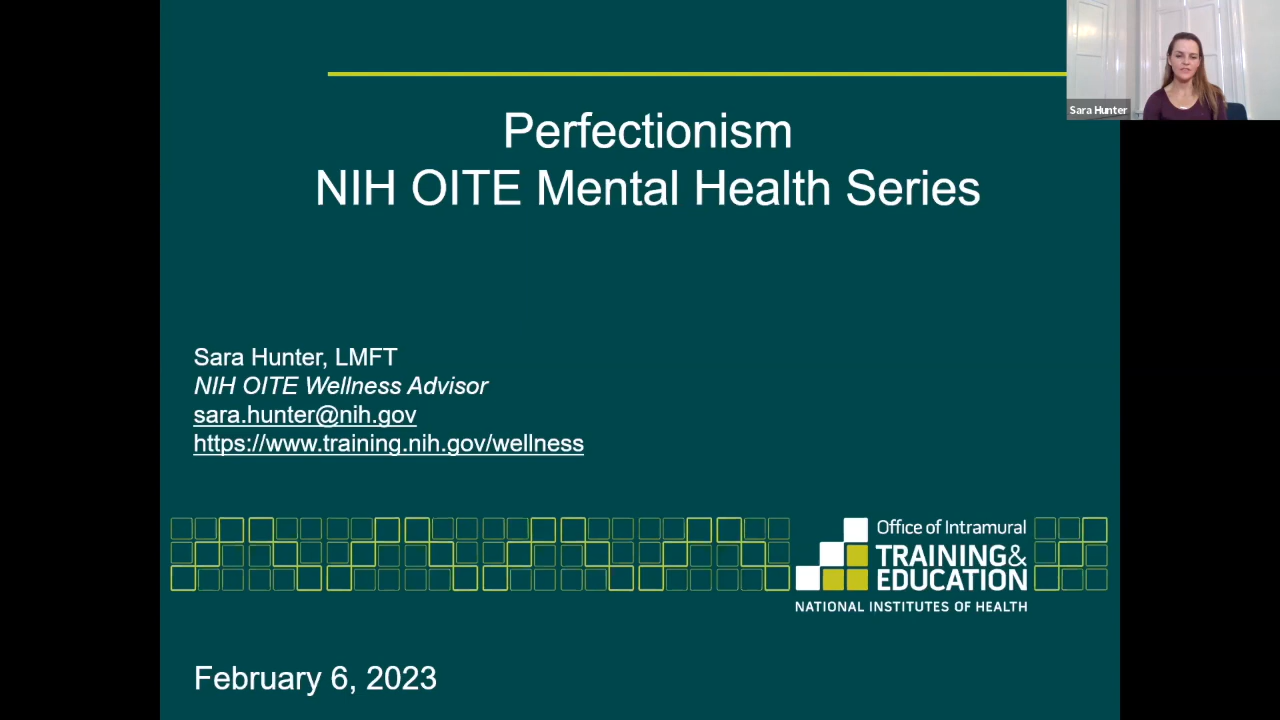 Sara Hunter
Perfectionism
NIH OITE Mental Health Series
Sara Hunter, LMFT
NIH OITE Wellness Advisor
sara.hunter@nih.gov
https://www.training.nih.gov/wellness
Office of Intramural
TRAINING&
EDUCATION
NATIONAL INSTITUTES OF HEALTH
February 6, 2023